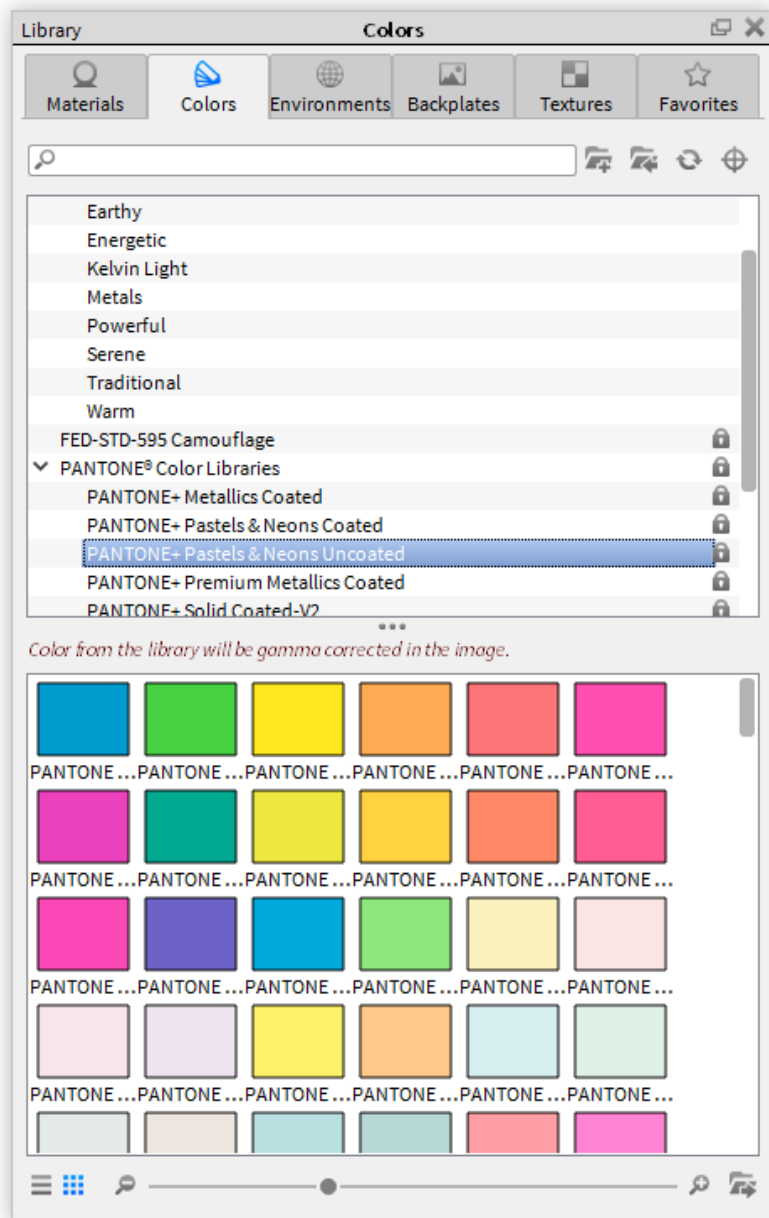 Library Colors
Materials Colors Environments Backplates Textures Favorites
Earthy
Energetic
Kelvin Light
Metals
Powerful
Serene
Traditional
Warm
FED-STD-595 Camouflage
PANTONE® Color Libraries
PANTONE+ Metallics Coated
PANTONE+ Pastels & Neons Coated
PANTONE+ Pastels & Neons Uncoated
PANTONE+ Premium Metallics Coated
PANTONE+ Solid Coated-V2
Color from the library will be gamma corrected in the image.
PANTONE ... PANTONE ... PANTONE ... PANTONE ... PANTONE ... PANTONE ...
PANTONE ... PANTONE ... PANTONE ... PANTONE ... PANTONE ... PANTONE ...
PANTONE ... PANTONE ... PANTONE ... PANTONE ... PANTONE ... PANTONE ...
PANTONE ... PANTONE ... PANTONE ... PANTONE ... PANTONE ... PANTONE ...